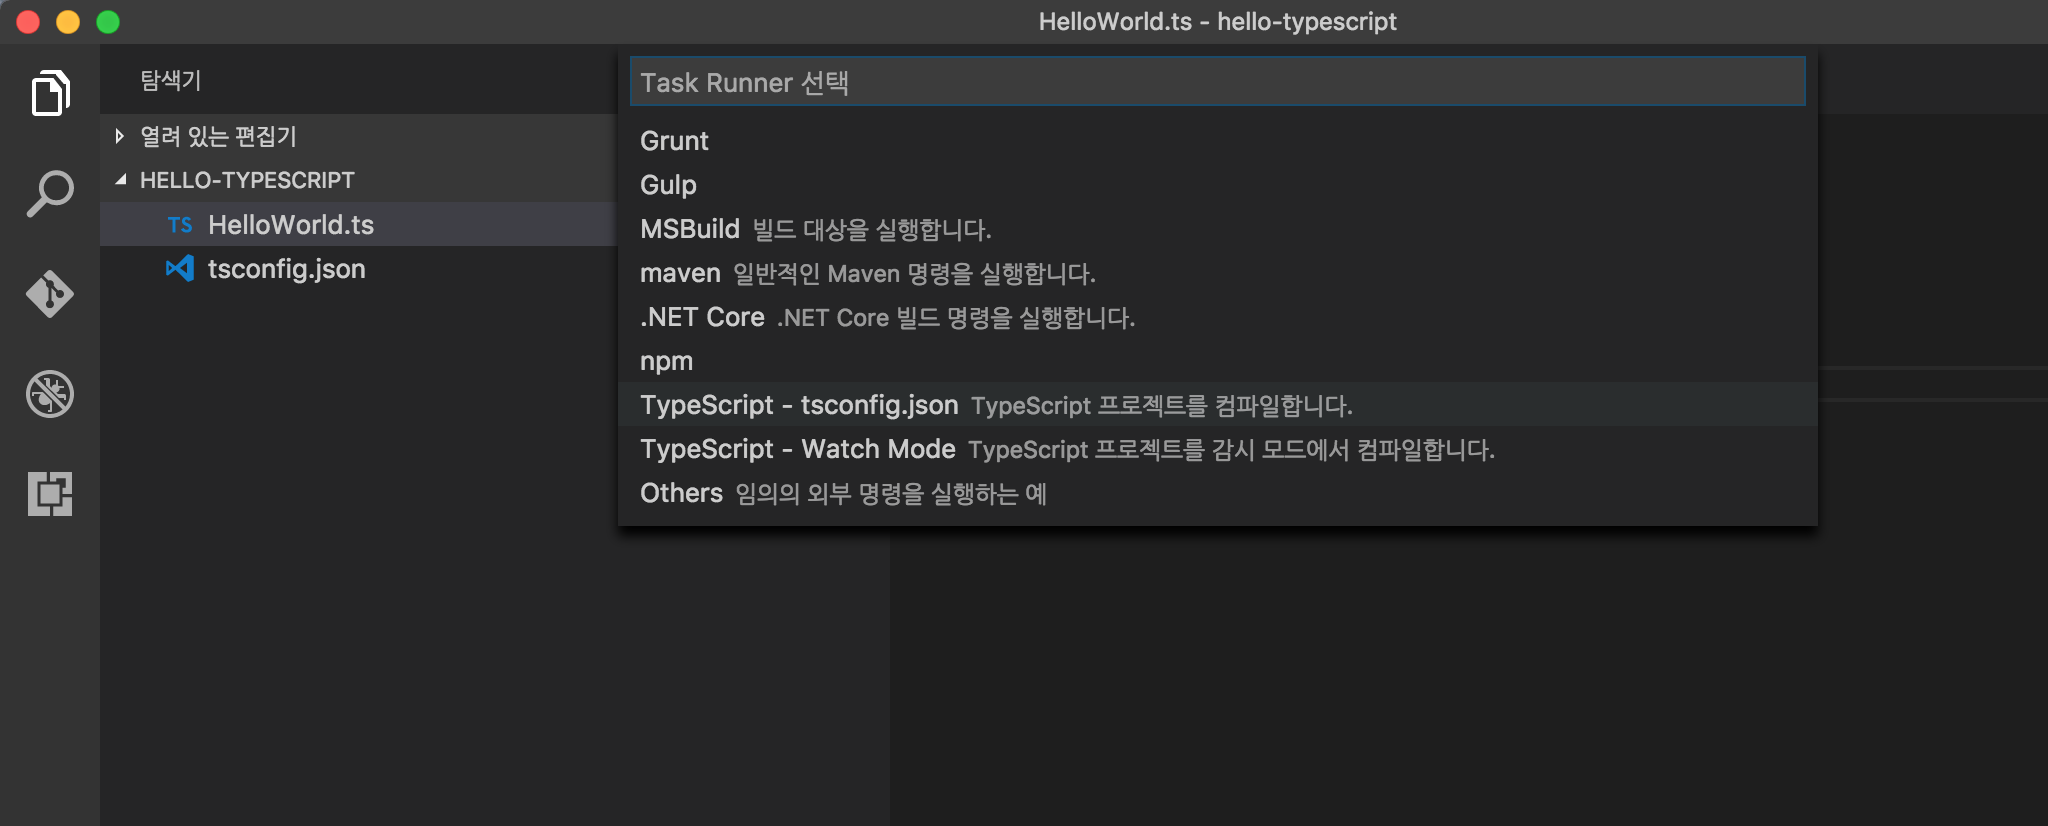 HelloWorld.ts - hello-typescript
탐색기
열려 있는 편집기
HELLO-TYPESCRIPT
TS HelloWorld.ts
tsconfig.json
Task Runner 선택
Grunt
Gulp
MSBuild 빌드 대상을 실행합니다.
maven 일반적인 Maven 명령을 실행합니다.
.NET Core .NET Core 빌드 명령을 실행합니다.
npm
TypeScript - tsconfig.json TypeScript 프로젝트를 컴파일합니다.
TypeScript - Watch Mode TypeScript 프로젝트를 감시 모드에서 컴파일합니다.
Others 임의의 외부 명령을 실행하는 예